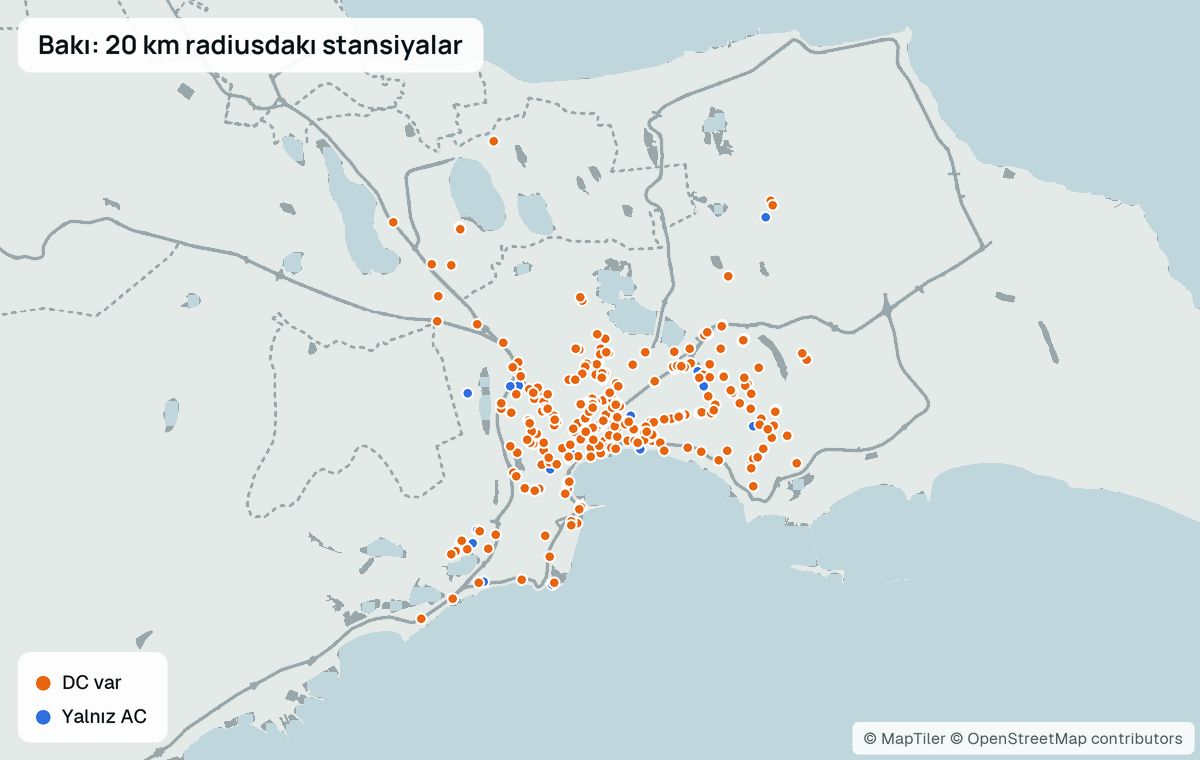 Bakı: 20 km radiusdakı stansiyalar
DC var
Yalnız AC
© MapTiler © OpenStreetMap contributors